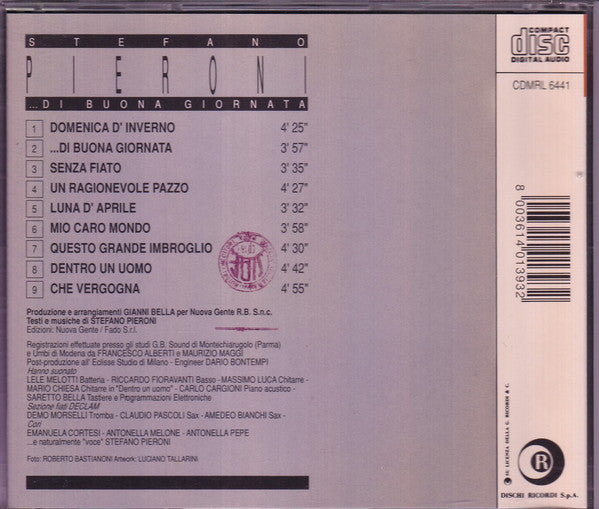 STEFANO
PIERONI
...DI BUONA GIORNATA
1 DOMENICA D' INVERNO 4' 25"
2 ...DI BUONA GIORNATA 3' 57"
3 SENZA FIATO 3' 35"
4 UN RAGIONEVOLE PAZZO 4' 27"
5 LUNA D' APRILE 3' 32"
6 MIO CARO MONDO 3' 58"
7 QUESTO GRANDE IMBROGLIO 4' 30"
8 DENTRO UN UOMO 4' 42"
9 CHE VERGOGNA 4' 55"
Produzione e arrangiamenti GIANNI BELLA per Nuova Gente R.B. S.n.c.
Testi e musiche di STEFANO PIERONI
Edizioni: Nuova Gente / Fado S.r.l.
Registrazioni effettuate presso gli studi G.B. Sound di Montechiarugolo (Parma)
e Umbi di Modena da FRANCESCO ALBERTI e MAURIZIO MAGGI
Post-produzione all' Eclisse Studio di Milano - Engineer DARIO BONTEMPI
Hanno suonato
LELE MELOTTI Batteria - RICCARDO FIORAVANTI Basso - MASSIMO LUCA Chitarre -
MARIO CHIESA Chitarre in "Dentro un uomo" - CARLO CARGIONI Piano acustico -
SARETTO BELLA Tastiere e Programmazioni Elettroniche
Sezione fiati DECLAM
DEMO MORSELLI Tromba - CLAUDIO PASCOLI Sax - AMEDEO BIANCHI Sax -
Cori
EMANUELA CORTESI - ANTONELLA MELONE - ANTONELLA PEPE
...e naturalmente "voce" STEFANO PIERONI
Foto: ROBERTO BASTIANONI Artwork: LUCIANO TALLARINI
COMPACT
disc
DIGITAL AUDIO
CDMRL 6441
8 003614 013932
SU LICENZA DELLA G. RICORDI & C.
R
DISCHI RICORDI S.p.A.